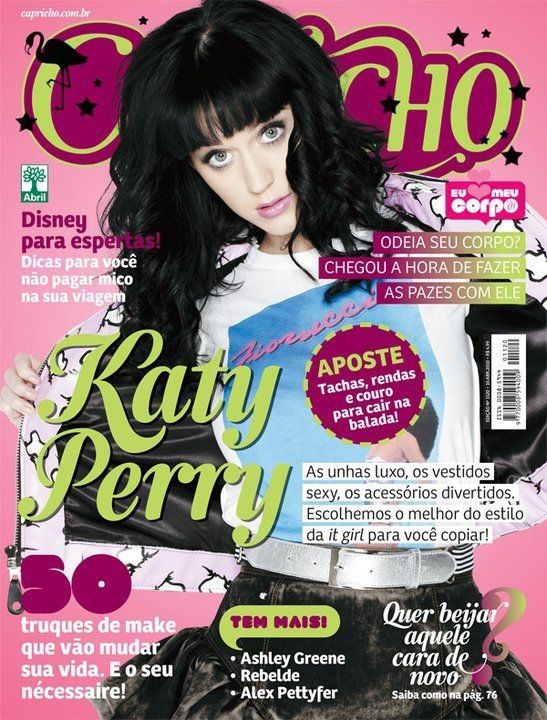 capricho.com.br
CAPRICHO
Abril
Disney
para espertas!
Dicas para você
não pagar mico
na sua viagem
EU MEU
corpo
ODEIA SEU CORPO?
CHEGOU A HORA DE FAZER
AS PAZES COM ELE
Fiorucci
Katy
Perry
APOSTE
Tachas, rendas
e couro
para cair na
balada!
As unhas luxo, os vestidos
sexy, os acessórios divertidos.
Escolhemos o melhor do estilo
da it girl para você copiar!
50
truques de make
que vão mudar
sua vida. E o seu
nécessaire!
TEM MAIS!
• Ashley Greene
• Rebelde
• Alex Pettyfer
Quer beijar
aquele
cara de
novo?
Saiba como na pág. 76